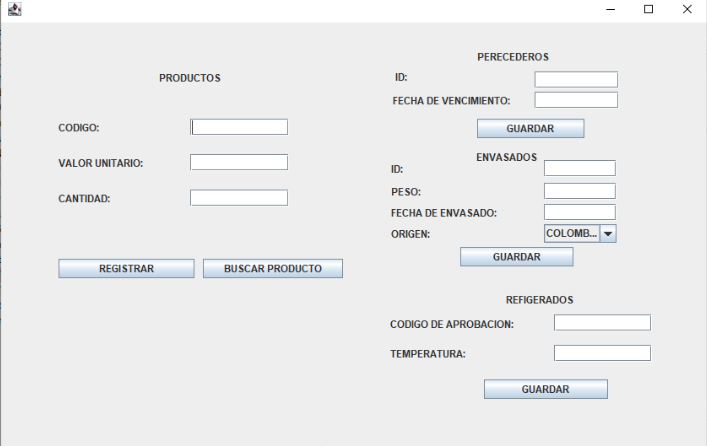 PRODUCTOS
CODIGO:
VALOR UNITARIO:
CANTIDAD:
REGISTRAR
BUSCAR PRODUCTO
PERECEDEROS
ID:
FECHA DE VENCIMIENTO:
GUARDAR
ENVASADOS
ID:
PESO:
FECHA DE ENVASADO:
ORIGEN:
COLOMB...
GUARDAR
REFIGERADOS
CODIGO DE APROBACION:
TEMPERATURA:
GUARDAR